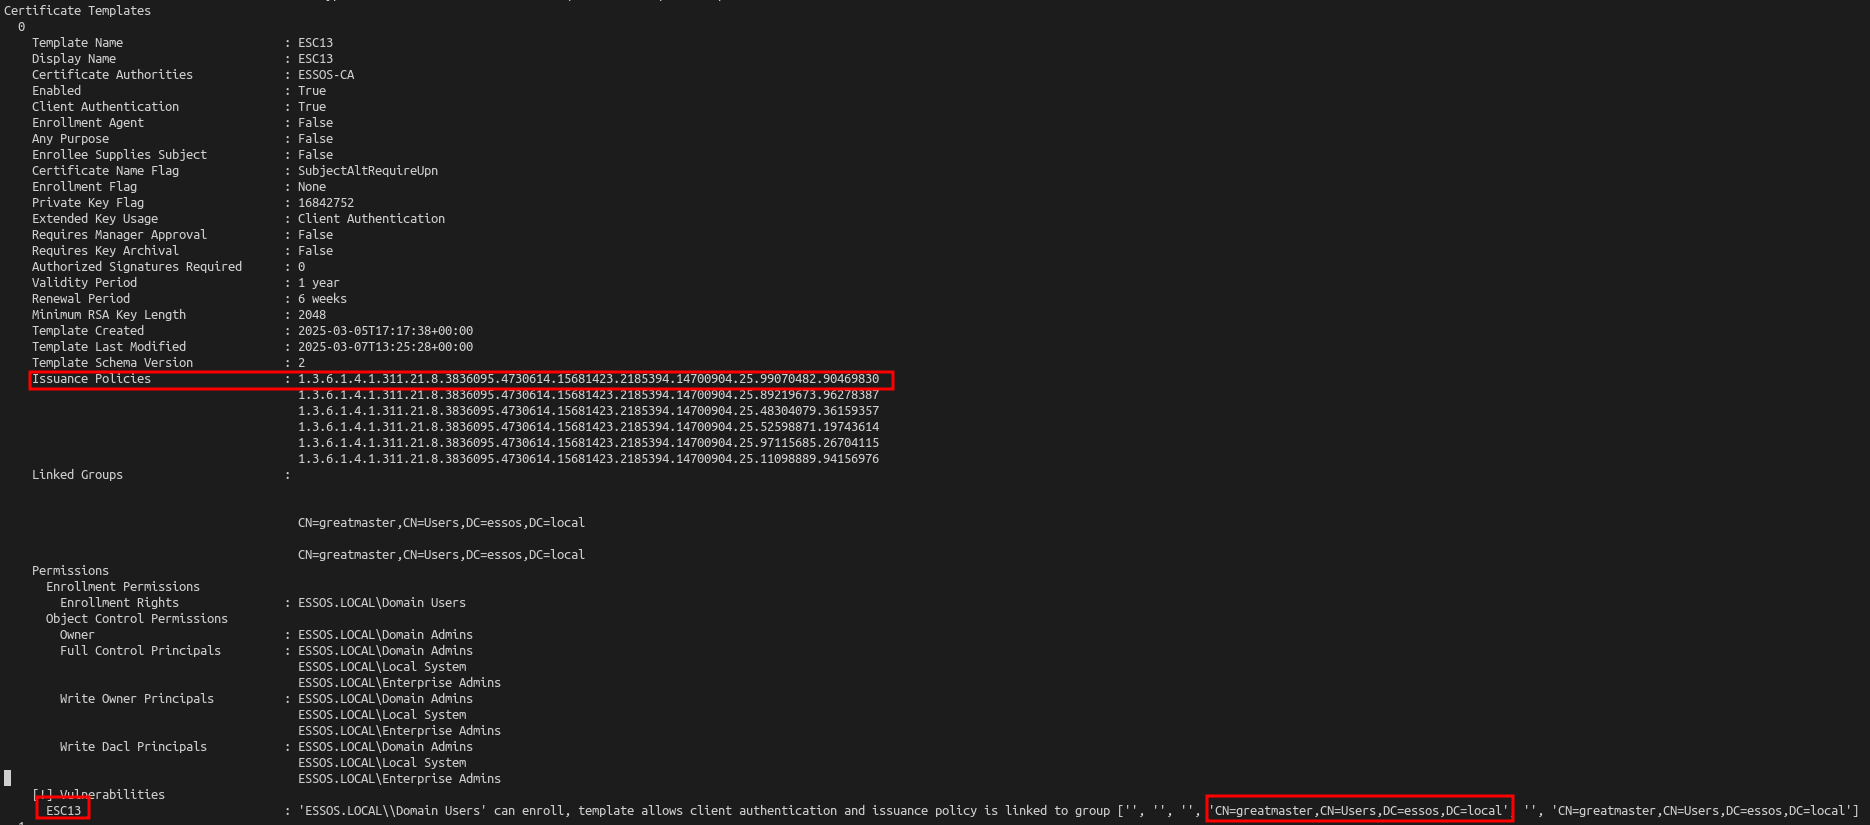 Certificate Templates
0
Template Name : ESC13
Display Name : ESC13
Certificate Authorities : ESSOS-CA
Enabled : True
Client Authentication : True
Enrollment Agent : False
Any Purpose : False
Enrollee Supplies Subject : False
Certificate Name Flag : SubjectAltRequireUpn
Enrollment Flag : None
Private Key Flag : 16842752
Extended Key Usage : Client Authentication
Requires Manager Approval : False
Requires Key Archival : False
Authorized Signatures Required : 0
Validity Period : 1 year
Renewal Period : 6 weeks
Minimum RSA Key Length : 2048
Template Created : 2025-03-05T17:17:38+00:00
Template Last Modified : 2025-03-07T13:25:28+00:00
Template Schema Version : 2
Issuance Policies : 1.3.6.1.4.1.311.21.8.3836095.4730614.15681423.2185394.14700904.25.99070482.90469830
1.3.6.1.4.1.311.21.8.3836095.4730614.15681423.2185394.14700904.25.89219673.96278387
1.3.6.1.4.1.311.21.8.3836095.4730614.15681423.2185394.14700904.25.48304079.36159357
1.3.6.1.4.1.311.21.8.3836095.4730614.15681423.2185394.14700904.25.52598871.19743614
1.3.6.1.4.1.311.21.8.3836095.4730614.15681423.2185394.14700904.25.97115685.26704115
1.3.6.1.4.1.311.21.8.3836095.4730614.15681423.2185394.14700904.25.11098889.94156976
Linked Groups :
CN=greatmaster,CN=Users,DC=essos,DC=local
CN=greatmaster,CN=Users,DC=essos,DC=local
Permissions
Enrollment Permissions
Enrollment Rights : ESSOS.LOCAL\Domain Users
Object Control Permissions
Owner : ESSOS.LOCAL\Domain Admins
Full Control Principals : ESSOS.LOCAL\Domain Admins
ESSOS.LOCAL\Local System
ESSOS.LOCAL\Enterprise Admins
Write Owner Principals : ESSOS.LOCAL\Domain Admins
ESSOS.LOCAL\Local System
ESSOS.LOCAL\Enterprise Admins
Write Dacl Principals : ESSOS.LOCAL\Domain Admins
ESSOS.LOCAL\Local System
ESSOS.LOCAL\Enterprise Admins
[!] Vulnerabilities
ESC13 : 'ESSOS.LOCAL\\Domain Users' can enroll, template allows client authentication and issuance policy is linked to group ['', '', '', 'CN=greatmaster,CN=Users,DC=essos,DC=local' '', 'CN=greatmaster,CN=Users,DC=essos,DC=local']